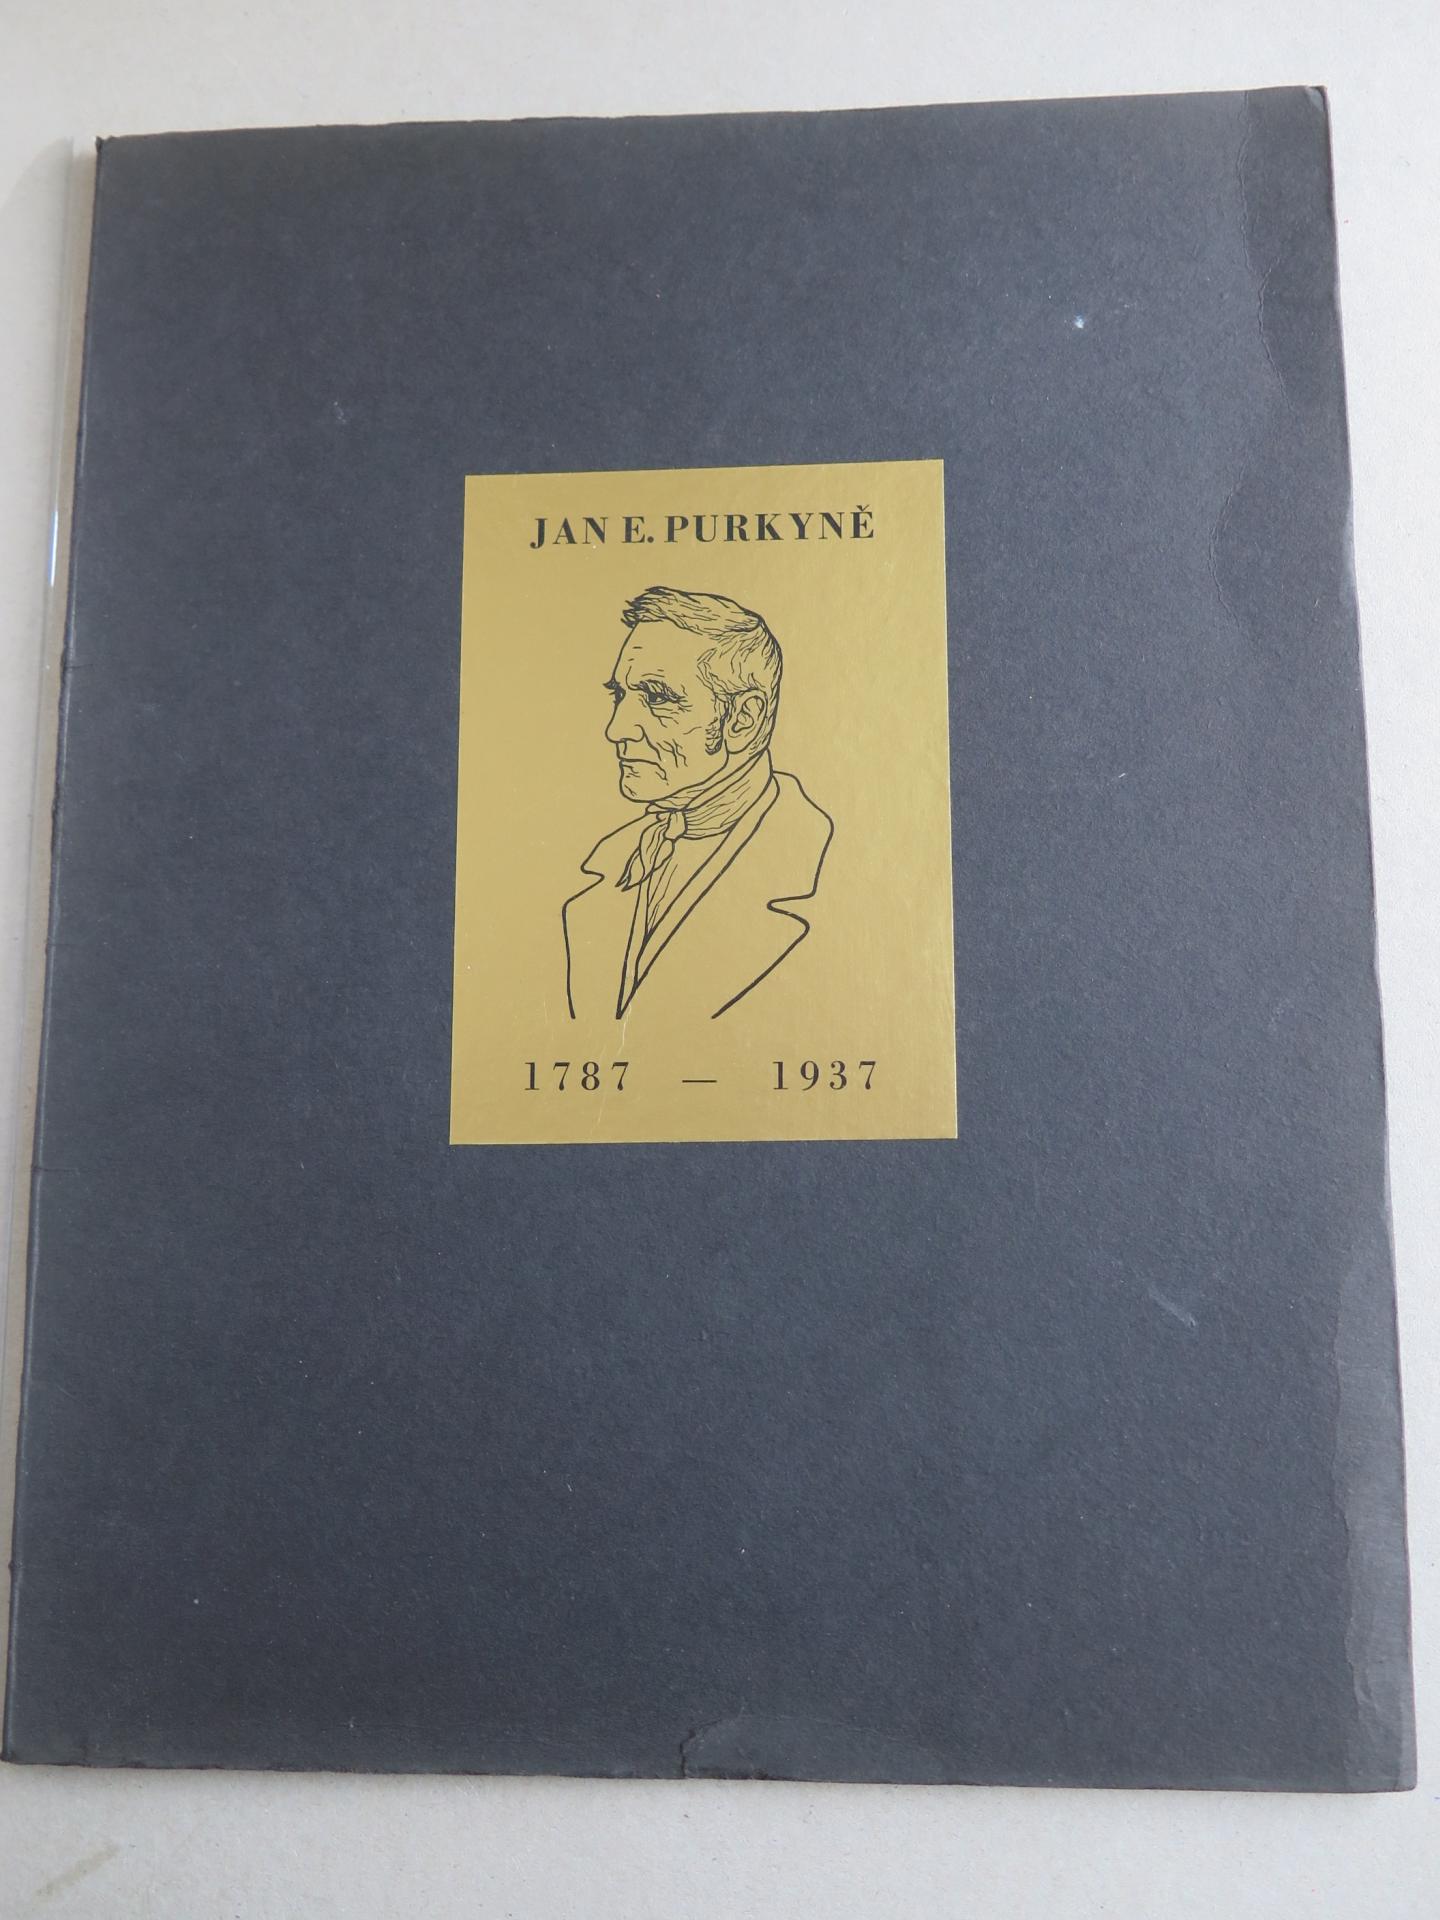 JAN E. PURKYNĚ
1787 — 1937